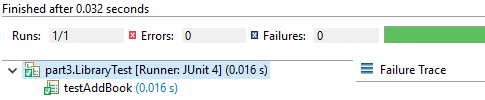 Finished after 0.032 seconds
Runs: 1/1 Errors: 0 Failures: 0
part3.LibraryTest [Runner: JUnit 4] (0.016 s) Failure Trace
testAddBook (0.016 s)